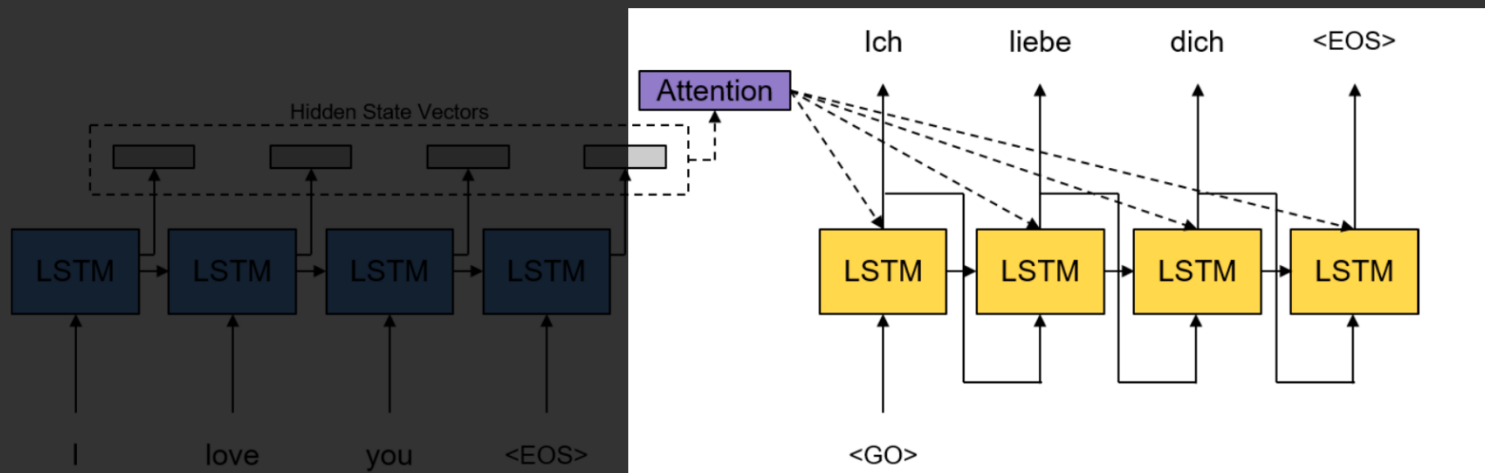 Ich liebe dich <EOS>
Attention
Hidden State Vectors
LSTM LSTM LSTM LSTM LSTM LSTM LSTM LSTM
I love you <EOS> <GO>